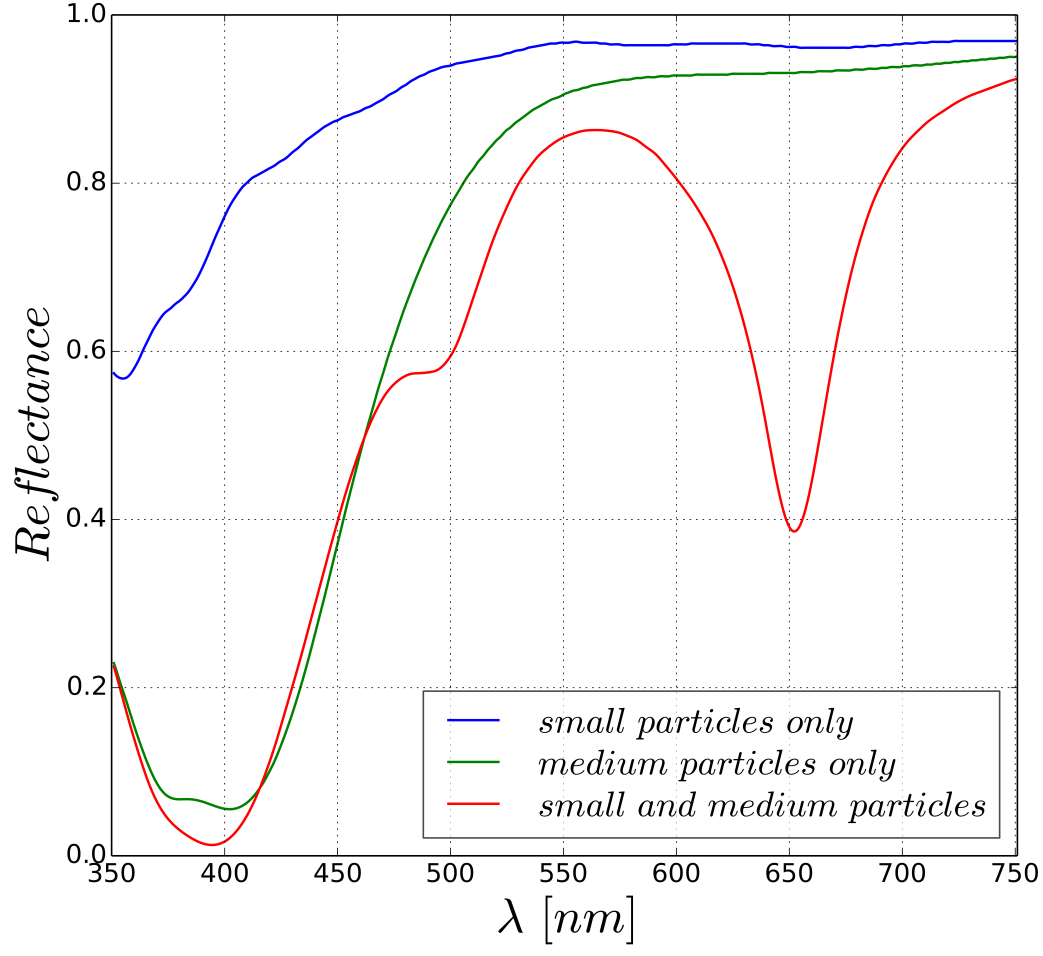 1.0
0.8
0.6
0.4
0.2
0.0
Reflectance
350 400 450 500 550 600 650 700 750
λ [nm]
small particles only
medium particles only
small and medium particles